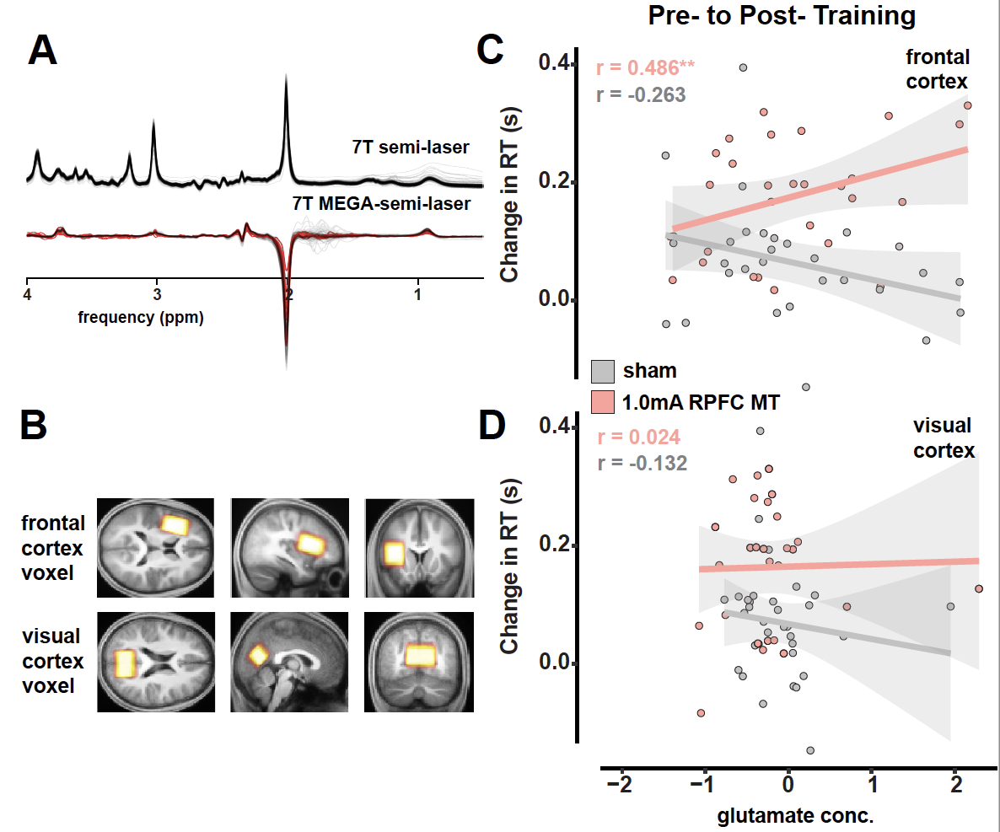 Pre- to Post- Training
A
C
7T semi-laser
7T MEGA-semi-laser
4
3
2
1
frequency (ppm)
Change in RT (s)
0.4
0.2
0.0
r = 0.486**
r = -0.263
frontal
cortex
sham
1.0mA RPFC MT
B
frontal
cortex
voxel
visual
cortex
voxel
D
Change in RT (s)
0.4
0.2
0.0
r = 0.024
r = -0.132
visual
cortex
−2
−1
0
1
2
glutamate conc.